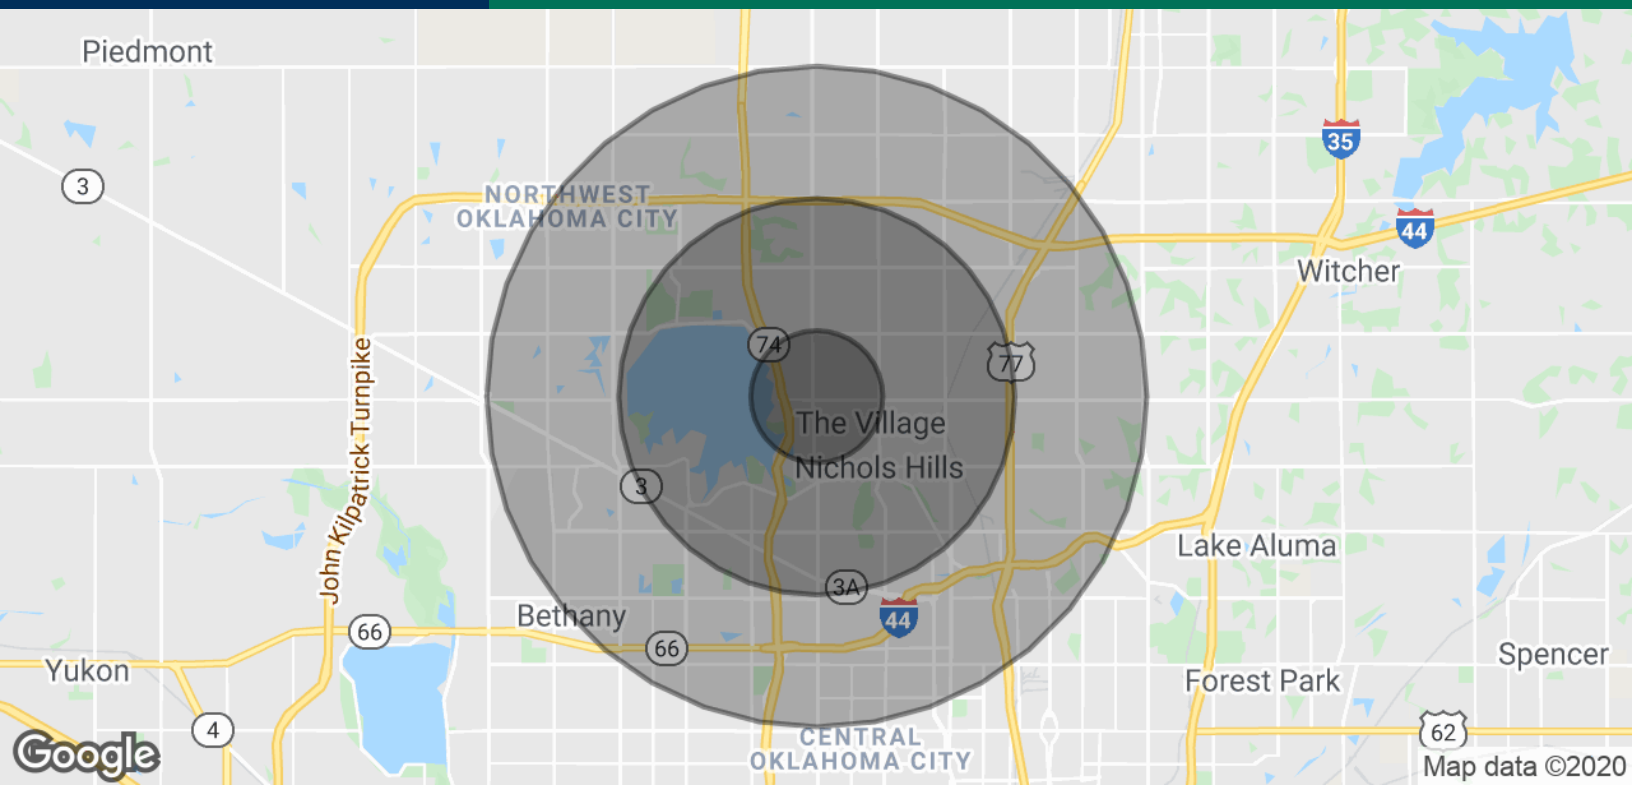 Piedmont
35
3
NORTHWEST
OKLAHOMA CITY
44
Witcher
74
77
John Kilpatrick Turnpike
The Village
Nichols Hills
3
Lake Aluma
3A
Bethany
44
66
66
Spencer
Yukon
Forest Park
4
62
CENTRAL
OKLAHOMA CITY
Google
Map data ©2020